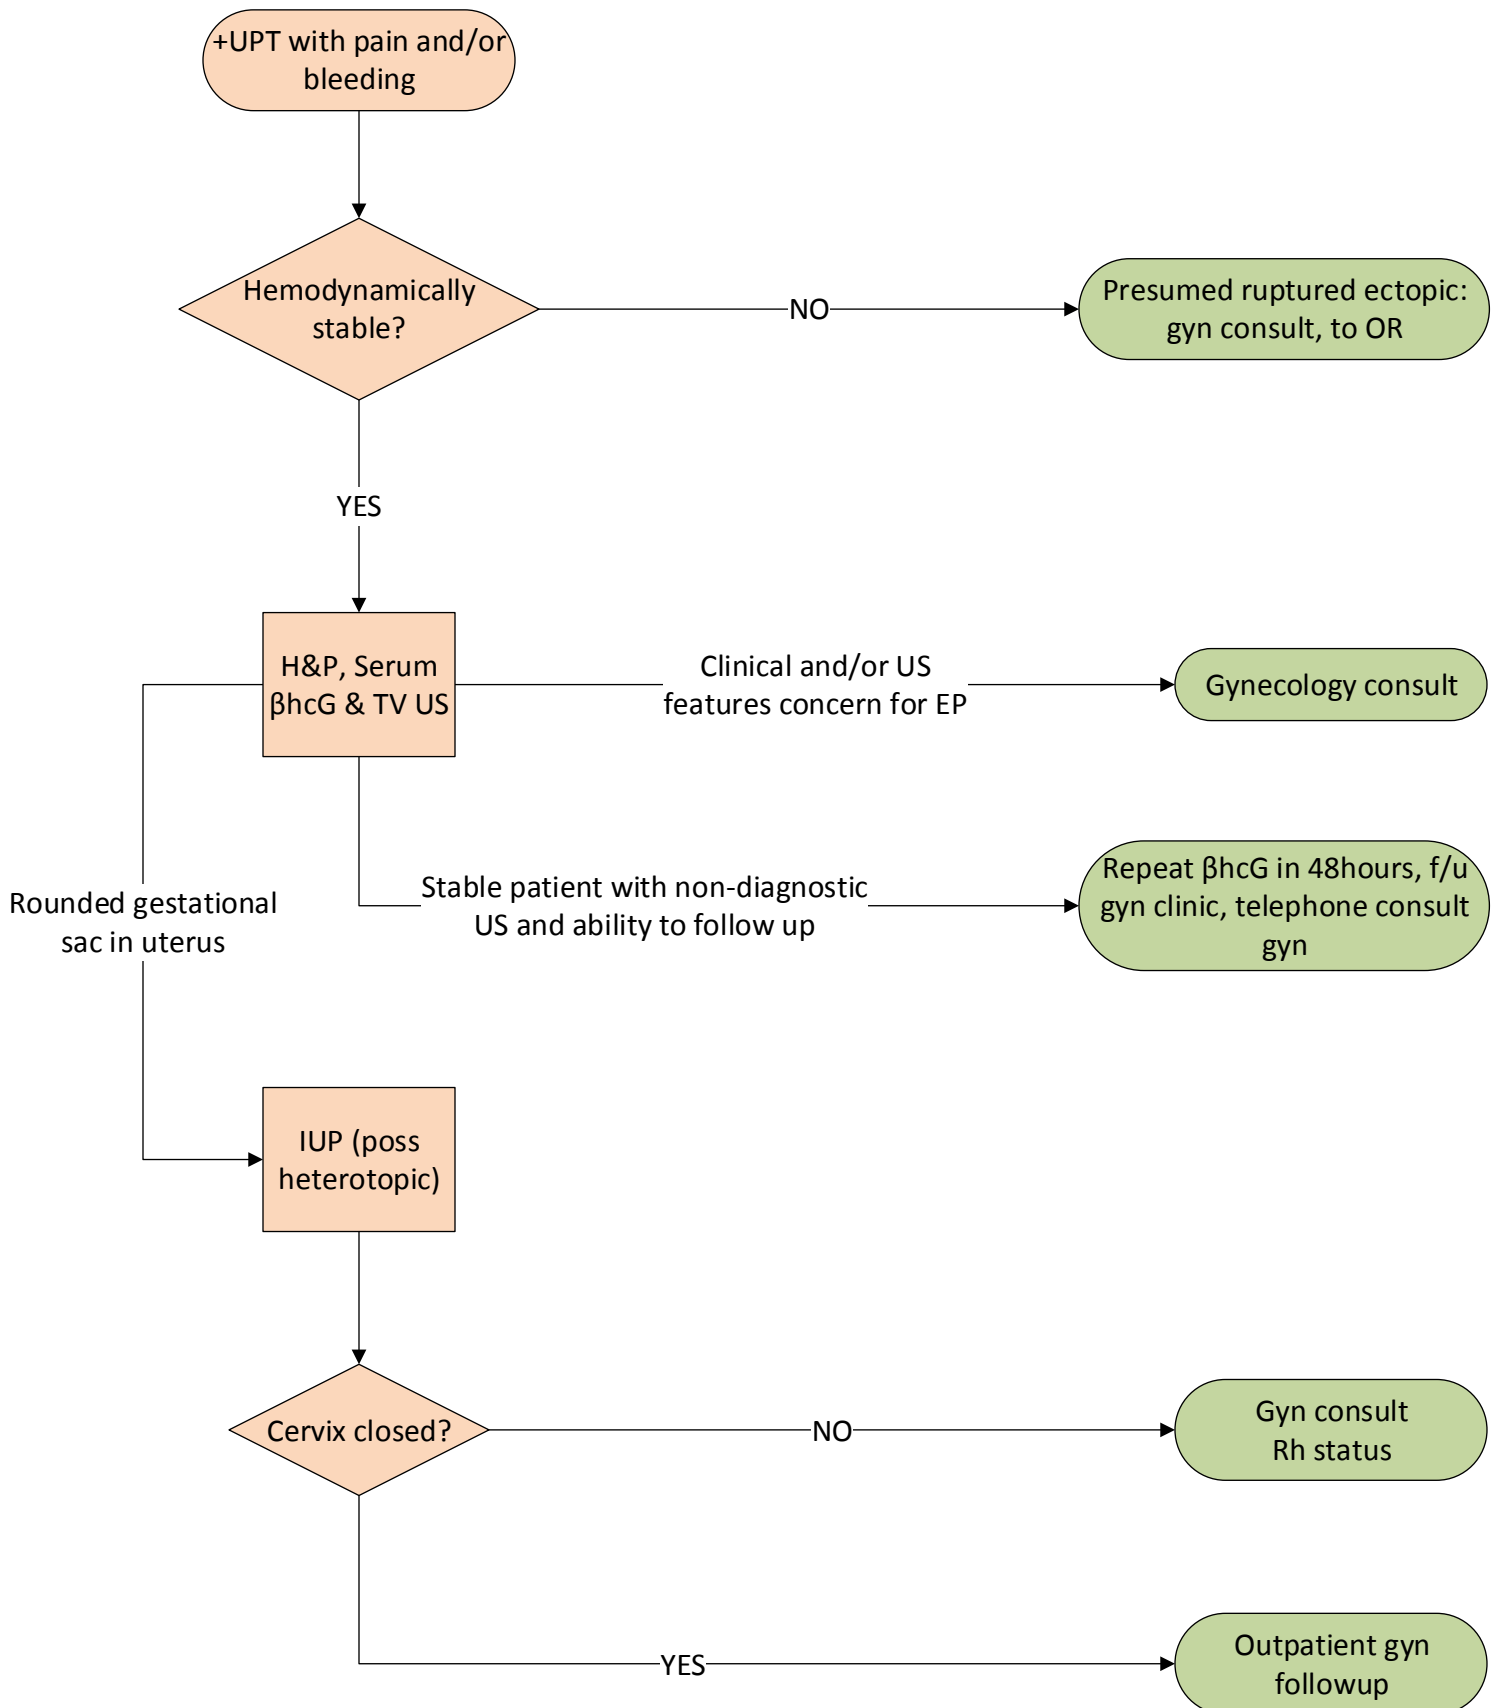 +UPT with pain and/or
bleeding
Hemodynamically
stable?
NO
Presumed ruptured ectopic:
gyn consult, to OR
YES
H&P, Serum
βhcG & TV US
Clinical and/or US
features concern for EP
Gynecology consult
Stable patient with non-diagnostic
US and ability to follow up
Repeat βhcG in 48hours, f/u
gyn clinic, telephone consult
gyn
Rounded gestational
sac in uterus
IUP (poss
heterotopic)
Cervix closed?
NO
Gyn consult
Rh status
YES
Outpatient gyn
followup